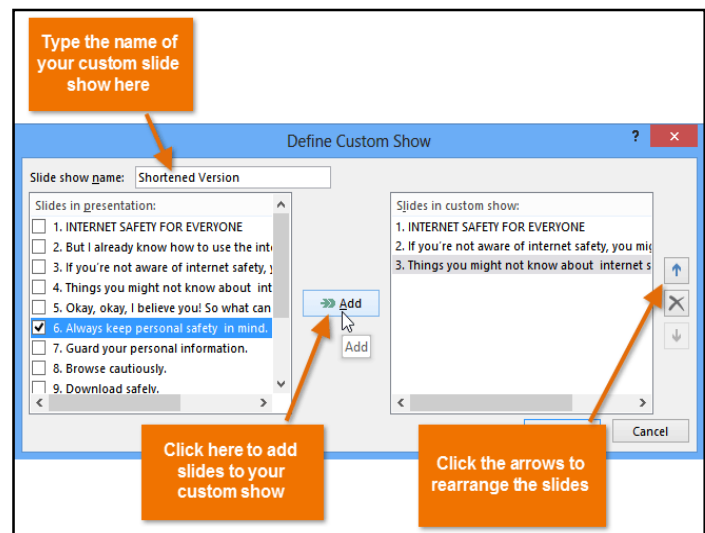 Type the name of
your custom slide
show here
Define Custom Show
?
Slide show name:
Shortened Version
Slides in presentation:
1. INTERNET SAFETY FOR EVERYONE
2. But I already know how to use the inte
3. If you're not aware of internet safety, y
4. Things you might not know about int
5. Okay, okay, I believe you! So what can
6. Always keep personal safety in mind.
7. Guard your personal information.
8. Browse cautiously.
9. Download safely.
Add
Add
Slides in custom show:
1. INTERNET SAFETY FOR EVERYONE
2. If you're not aware of internet safety, you mig
3. Things you might not know about internet s
Cancel
Click here to add
slides to your
custom show
Click the arrows to
rearrange the slides